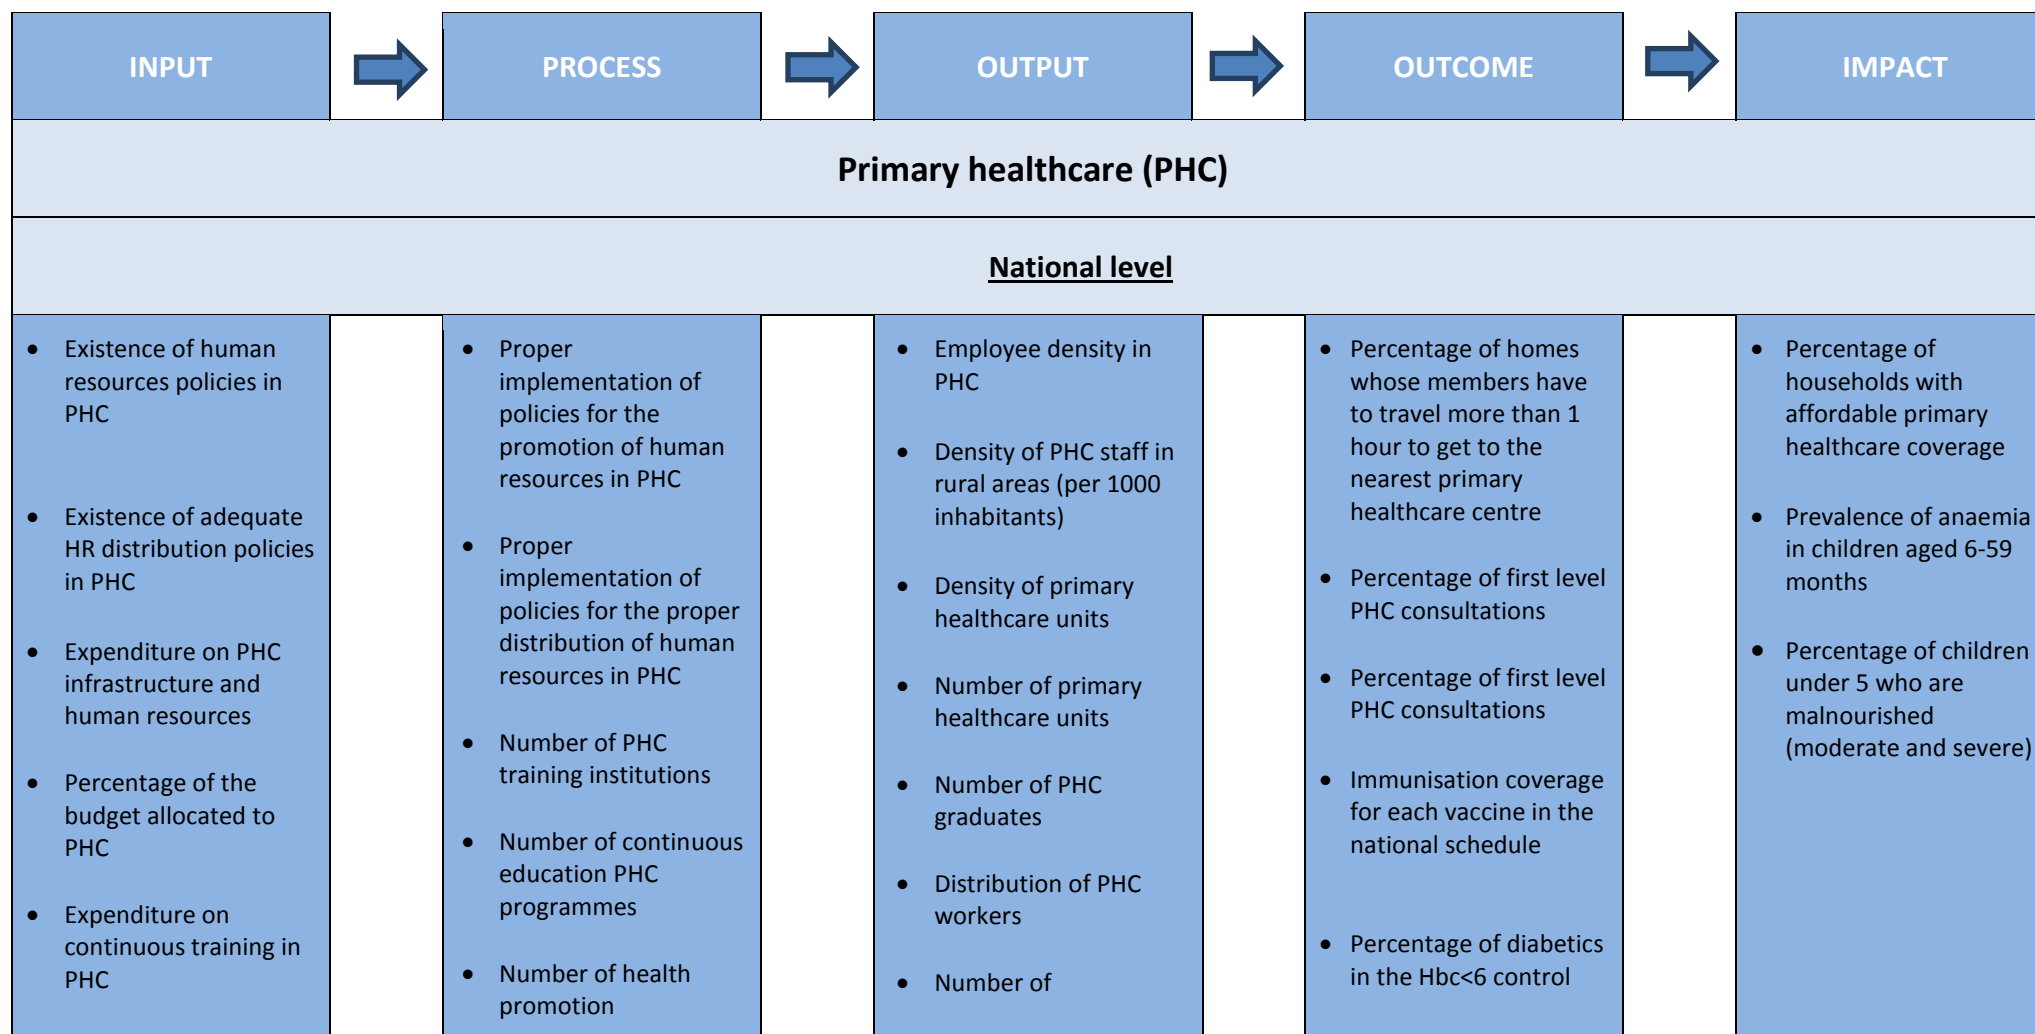 INPUT
PROCESS
OUTPUT
OUTCOME
IMPACT
Primary healthcare (PHC)
National level
• Existence of human
resources policies in
PHC
• Existence of adequate
HR distribution policies
in PHC
• Expenditure on PHC
infrastructure and
human resources
• Percentage of the
budget allocated to
PHC
• Expenditure on
continuous training in
PHC
• Proper
implementation of
policies for the
promotion of human
resources in PHC
• Proper
implementation of
policies for the proper
distribution of human
resources in PHC
• Number of PHC
training institutions
• Number of continuous
education PHC
programmes
• Number of health
promotion
• Employee density in
PHC
• Density of PHC staff in
rural areas (per 1000
inhabitants)
• Density of primary
healthcare units
• Number of primary
healthcare units
• Number of PHC
graduates
• Distribution of PHC
workers
• Number of
• Percentage of homes
whose members have
to travel more than 1
hour to get to the
nearest primary
healthcare centre
• Percentage of first level
PHC consultations
• Percentage of first level
PHC consultations
• Immunisation coverage
for each vaccine in the
national schedule
• Percentage of diabetics
in the Hbc<6 control
• Percentage of
households with
affordable primary
healthcare coverage
• Prevalence of anaemia
in children aged 6-59
months
• Percentage of children
under 5 who are
malnourished
(moderate and severe)